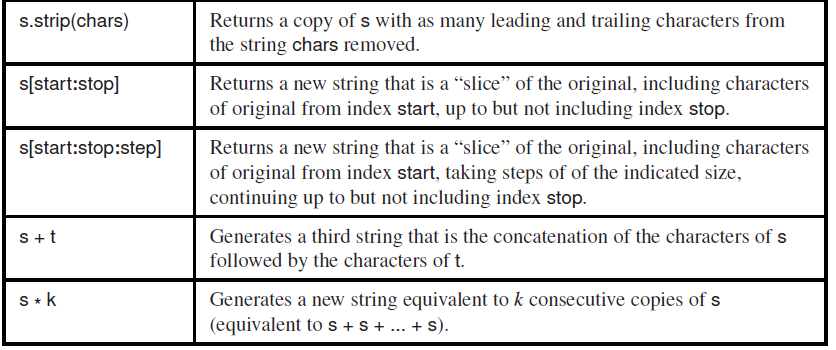 s.strip(chars) Returns a copy of s with as many leading and trailing characters from
the string chars removed.
s[start:stop] Returns a new string that is a “slice” of the original, including characters
of original from index start, up to but not including index stop.
s[start:stop:step] Returns a new string that is a “slice” of the original, including characters
of original from index start, taking steps of of the indicated size,
continuing up to but not including index stop.
s + t Generates a third string that is the concatenation of the characters of s
followed by the characters of t.
s * k Generates a new string equivalent to k consecutive copies of s
(equivalent to s + s + ... + s).